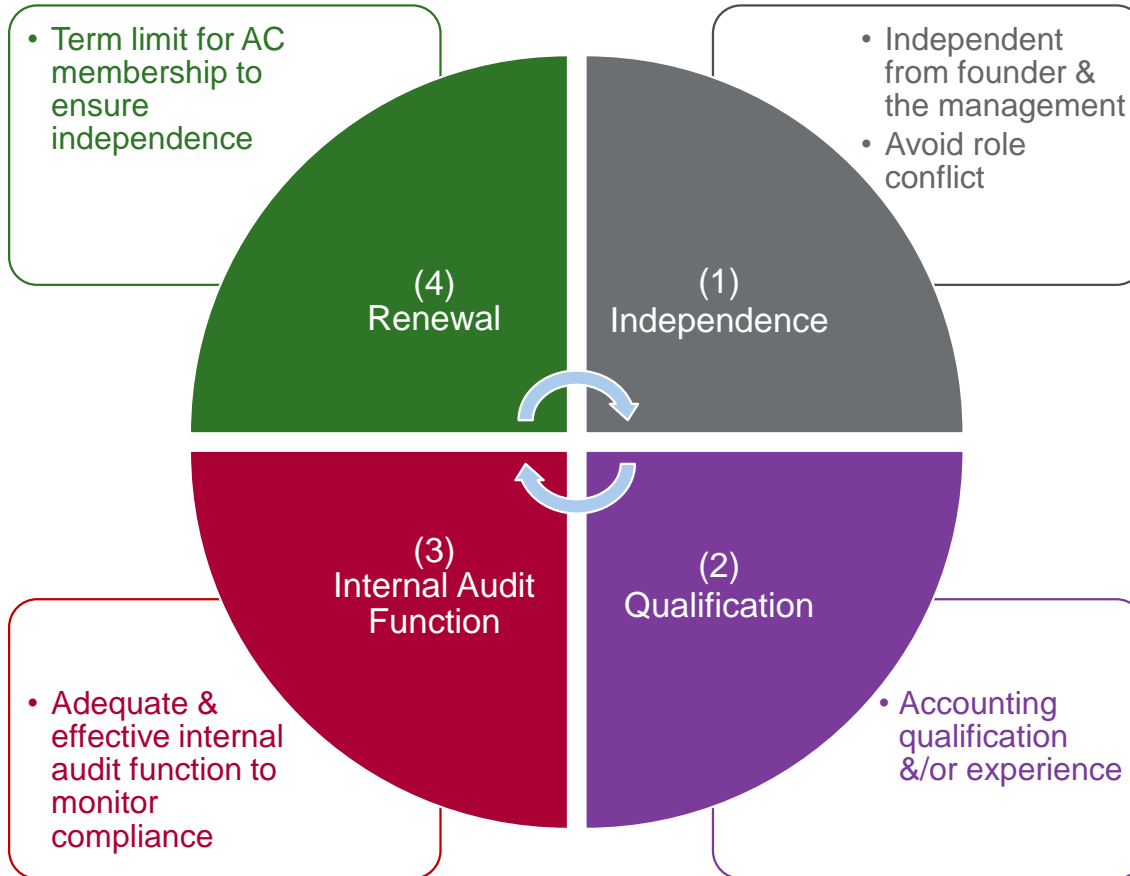 • Term limit for AC
membership to
ensure
independence
• Independent
from founder &
the management
• Avoid role
conflict
(4)
Renewal
(1)
Independence
(3)
Internal Audit
Function
(2)
Qualification
• Adequate &
effective internal
audit function to
monitor
compliance
• Accounting
qualification
&/or experience